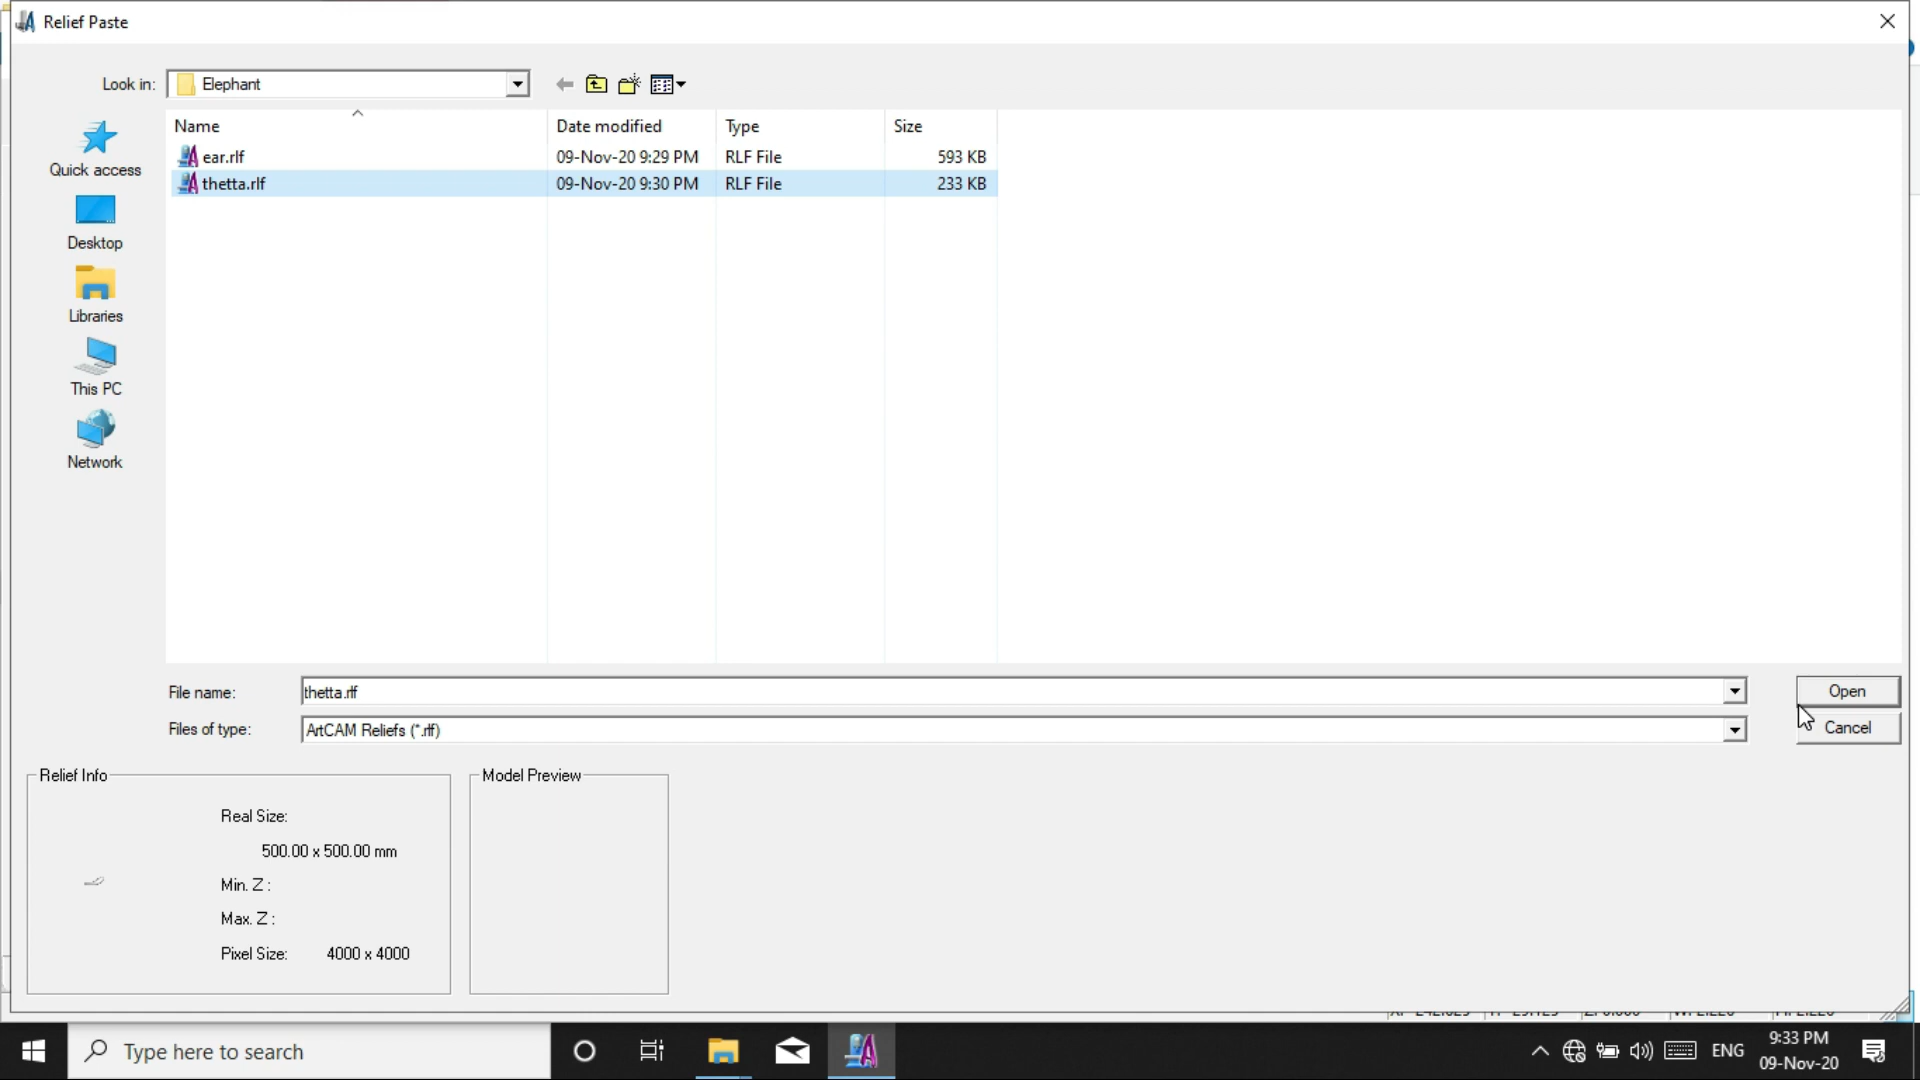 Relief Paste
Look in: Elephant
Name Date modified Type Size
ear.rlf 09-Nov-20 9:29 PM RLF File 593 KB
thetta.rlf 09-Nov-20 9:30 PM RLF File 233 KB
Quick access
Desktop
Libraries
This PC
Network
File name: thetta.rlf Open
Files of type: ArtCAM Reliefs (*.rlf) Cancel
Relief Info
Real Size:
500.00 x 500.00 mm
Min. Z :
Max. Z :
Pixel Size: 4000 x 4000
Model Preview
Type here to search
ENG
9:33 PM
09-Nov-20